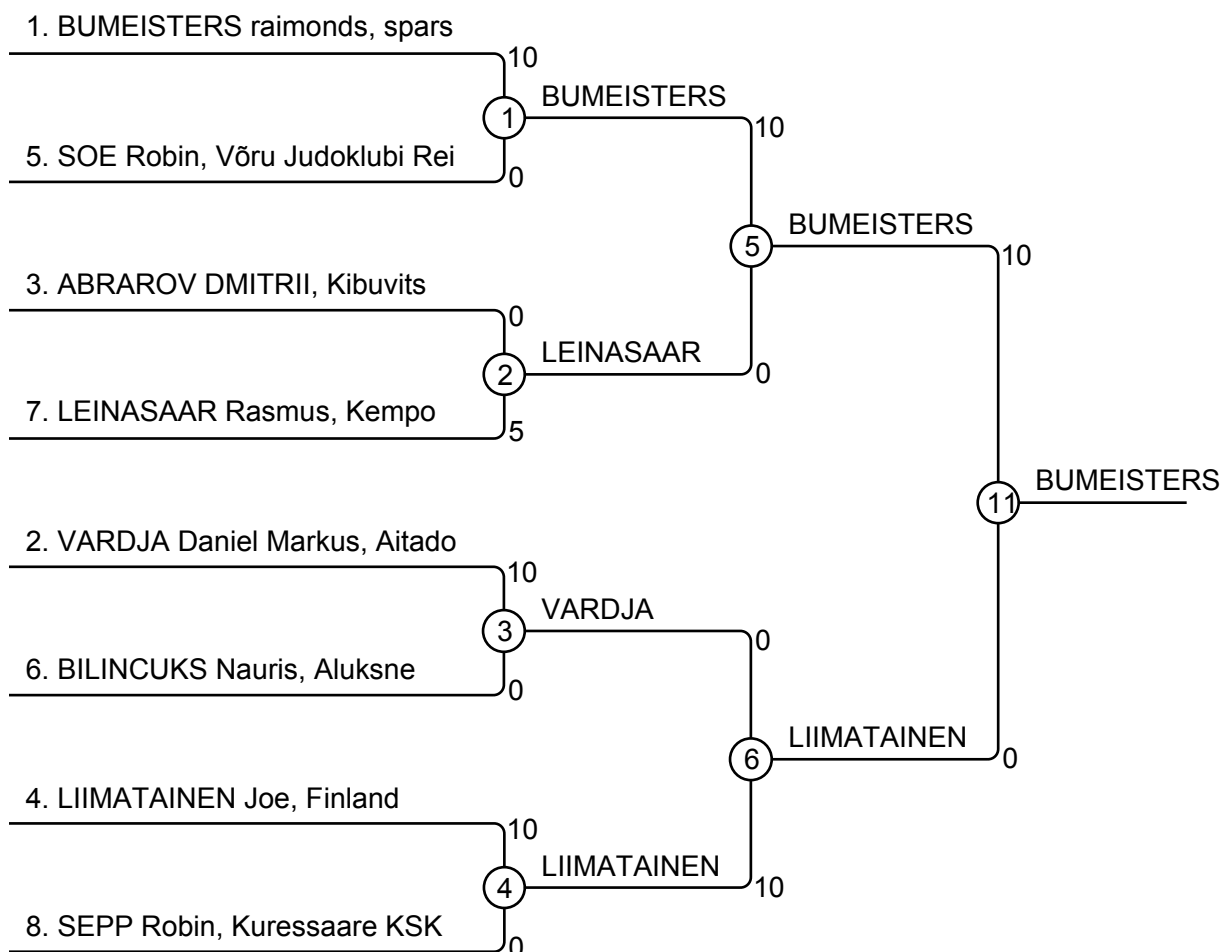 1. BUMEISTERS raimonds, spars
10
BUMEISTERS
1
10
5. SOE Robin, Võru Judoklubi Rei
0
BUMEISTERS
5
10
3. ABRAROV DMITRII, Kibuvits
0
LEINASAAR
2
0
7. LEINASAAR Rasmus, Kempo
5
BUMEISTERS
11
2. VARDJA Daniel Markus, Aitado
10
VARDJA
3
0
6. BILINCUKS Nauris, Aluksne
0
LIIMATAINEN
6
0
4. LIIMATAINEN Joe, Finland
10
LIIMATAINEN
4
10
8. SEPP Robin, Kuressaare KSK
0